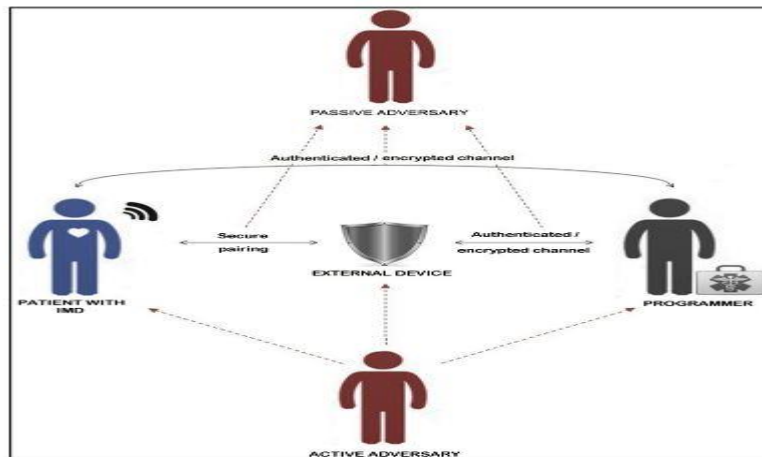 PASSIVE ADVERSARY
Authenticated / encrypted channel
Secure
pairing
Authenticated /
encrypted channel
EXTERNAL DEVICE
PATIENT WITH
IMD
PROGRAMMER
ACTIVE ADVERSARY